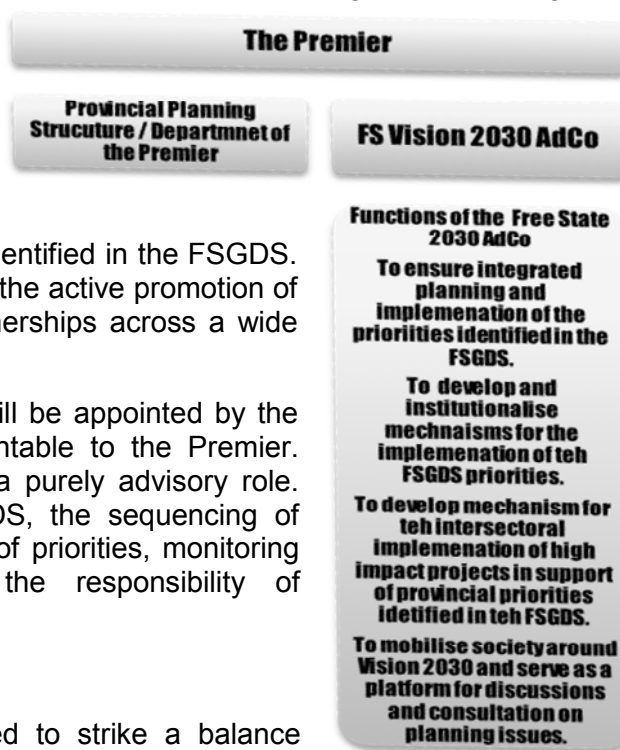 The Premier
Provincial Planning
Strucuture / Departmnet of
the Premier
FS Vision 2030 AdCo
entified in the FSGDS.
the active promotion of
nerships across a wide
ill be appointed by the
ntable to the Premier.
a purely advisory role.
DS, the sequencing of
of priorities, monitoring
the responsibility of
ed to strike a balance
Functions of the Free State
2030 AdCo
To ensure integrated
planning and
implemenation of the
prioriities identified in the
FSGDS.
To develop and
institutionalise
mechnaisms for the
implemenation of teh
FSGDS priorities.
To develop mechanism for
teh intersectoral
implemenation of high
impact projects in support
of provincial priorities
idetified in teh FSGDS.
To mobilise society around
Vision 2030 and serve as a
platform for discussions
and consultation on
planning issues.